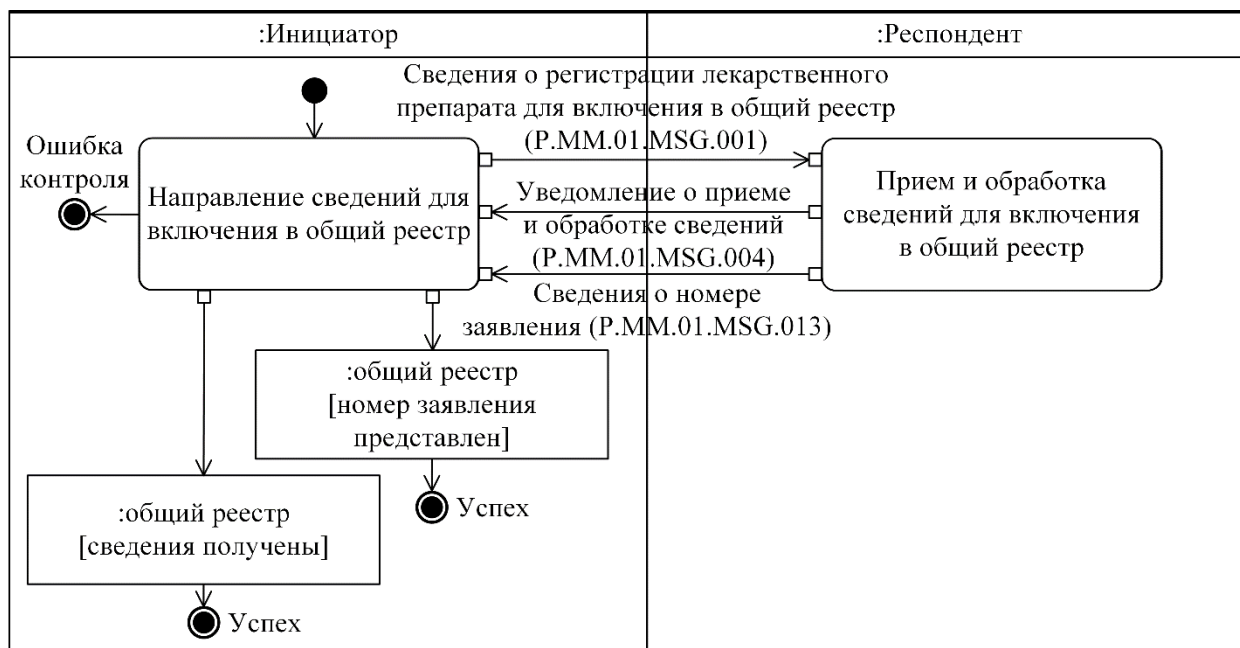 :Инициатор
:Респондент
Сведения о регистрации лекарственного
препарата для включения в общий реестр
(P.MM.01.MSG.001)
Ошибка
контроля
Направление сведений для
включения в общий реестр
Уведомление о приеме
и обработке сведений
(P.MM.01.MSG.004)
Прием и обработка
сведений для включения
в общий реестр
Сведения о номере
заявления (P.MM.01.MSG.013)
:общий реестр
[номер заявления
представлен]
Успех
:общий реестр
[сведения получены]
Успех